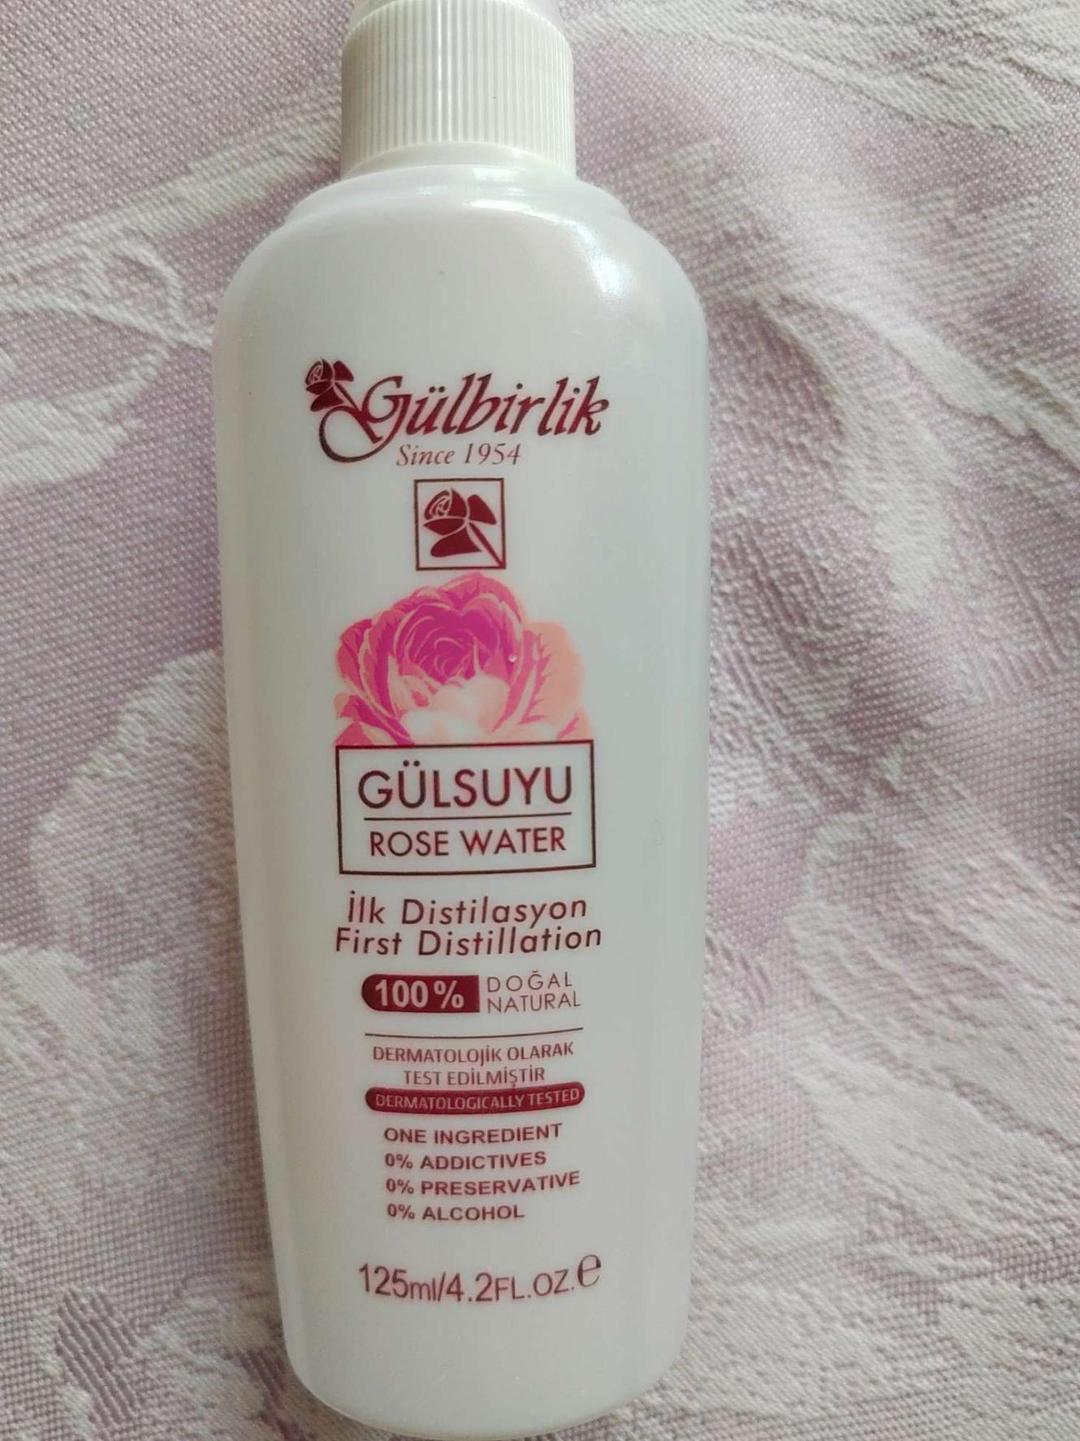 Gülbirlik
Since 1954
GÜLSUYU
ROSE WATER
İlk Distilasyon
First Distillation
100% DOĞAL
NATURAL
DERMATOLOJİK OLARAK
TEST EDİLMİŞTİR
DERMATOLOGICALLY TESTED
ONE INGREDIENT
0% ADDICTIVES
0% PRESERVATIVE
0% ALCOHOL
125ml/4.2FL.OZ.℮